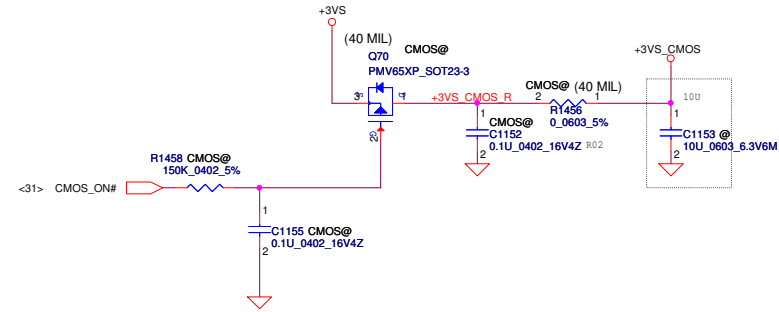 +3VS
(40 MIL)
Q70
CMOS@
PMV65XP_SOT23-3
3
S
D
1
G
2
+3VS_CMOS_R
CMOS@ (40 MIL)
2
1
R1456
0_0603_5%
+3VS_CMOS
10U
CMOS@
1
C1152
0.1U_0402_16V4Z
R02
2
1
C1153 @
10U_0603_6.3V6M
2
R1458 CMOS@
150K_0402_5%
<31> CMOS_ON#
1
C1155 CMOS@
0.1U_0402_16V4Z
2